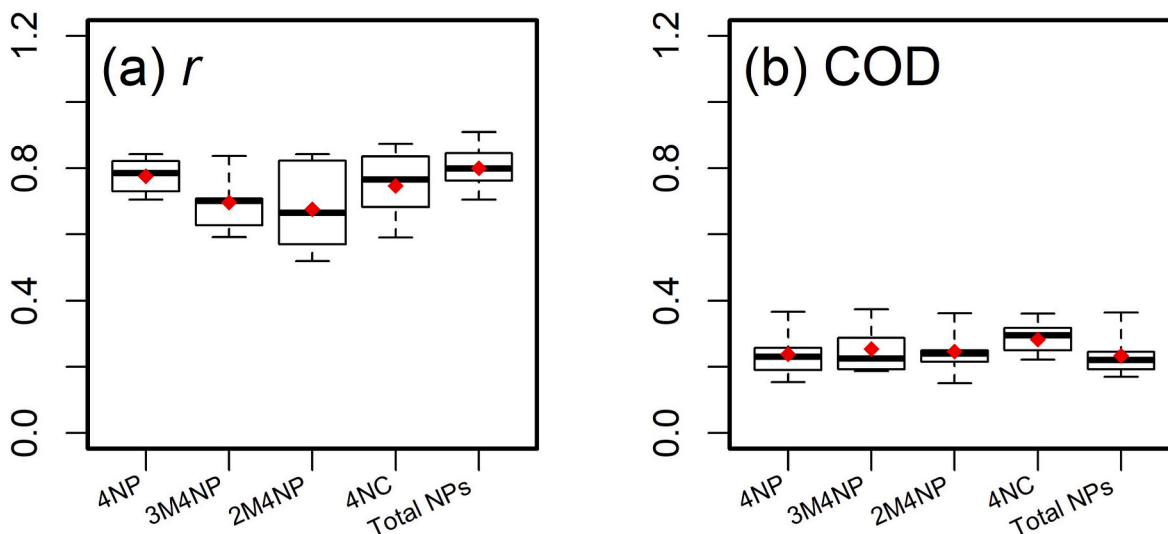 (a) r
1.2
0.8
0.4
0.0
4NP
3M4NP
2M4NP
4NC
Total NPs
(b) COD
1.2
0.8
0.4
0.0
4NP
3M4NP
2M4NP
4NC
Total NPs